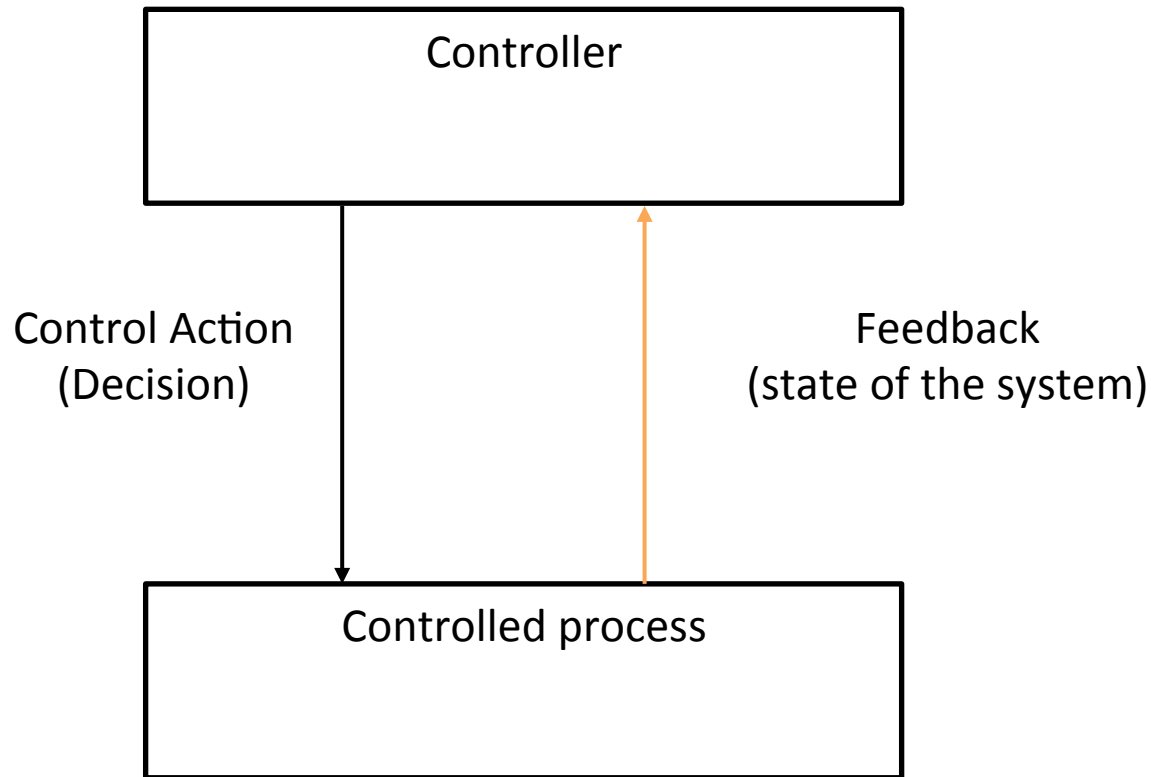 Controller
Control Action
(Decision)
Feedback
(state of the system)
Controlled process